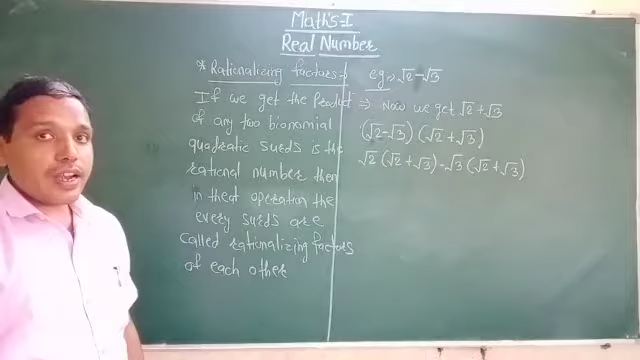 Math's-I
Real Number
* Rationalizing factors:-
If we get the Product
of any two bionomial
quadratic surds is the
rational number then
in that operation the
every surds are
called rationalizing factors
of each other
eg:- √2-√3
⇒ Now we get √2+√3
(√2-√3) (√2+√3)
√2 (√2+√3) - √3 (√2+√3)